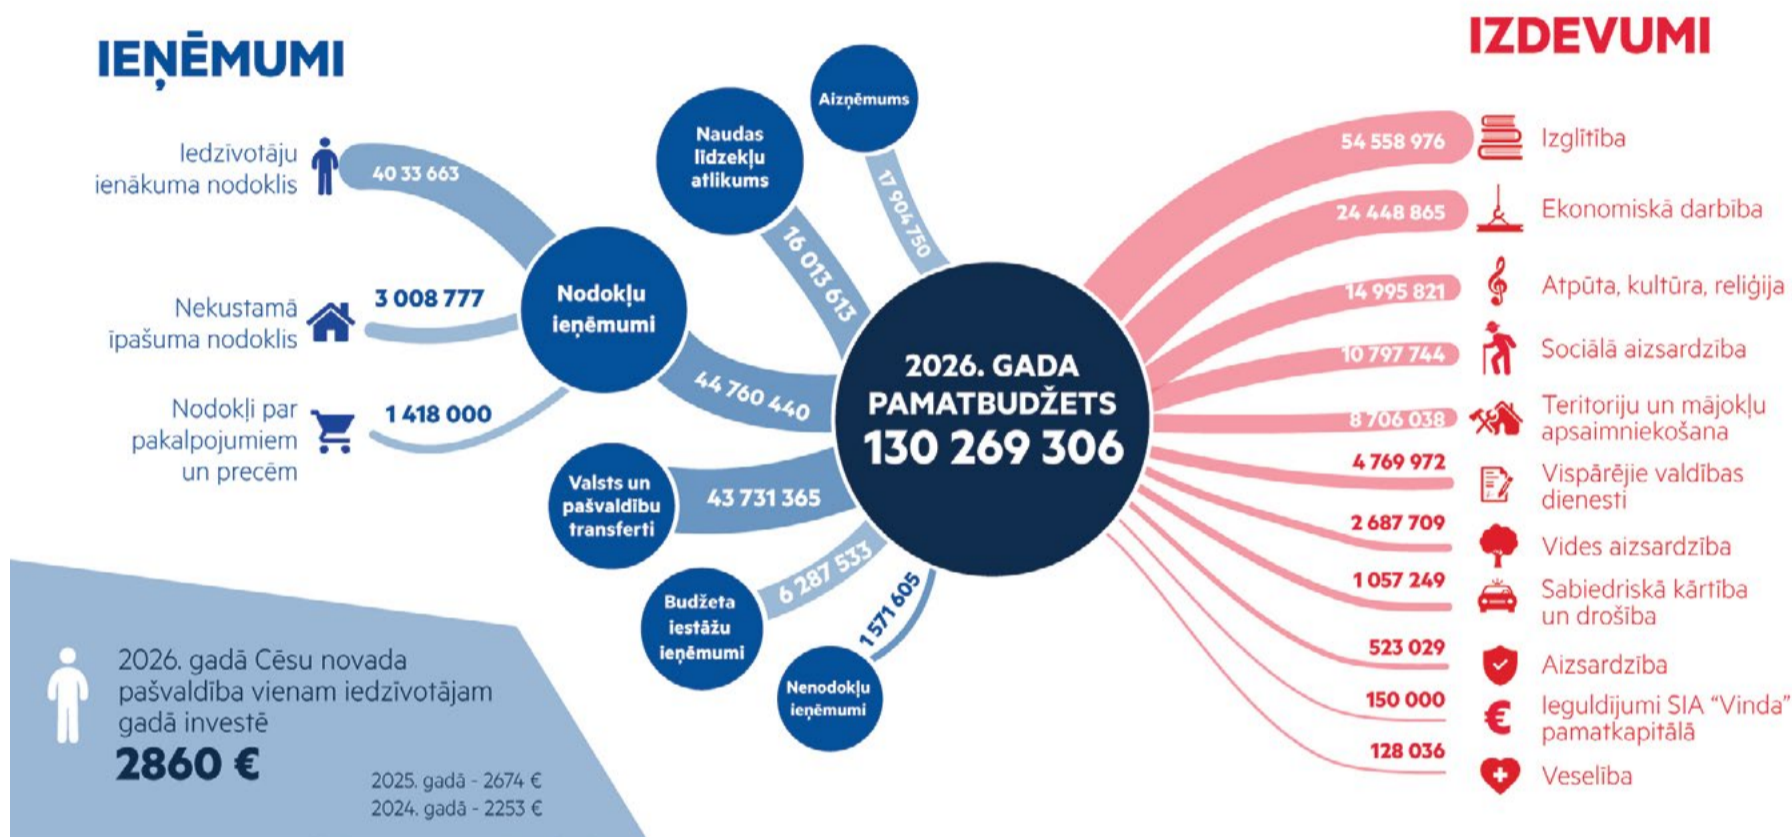 IEŅĒMUMI
Iedzīvotāju
ienākuma nodoklis
40 33 663
Nekustamā
īpašuma nodoklis
3 008 777
Nodokļi par
pakalpojumiem
un precēm
1 418 000
Nodokļu
ieņēmumi
44 760 440
Naudas
līdzekļu
atlikums
16 013 613
Aizņēmums
17 904 750
Valsts un
pašvaldību
transferti
43 731 365
Budžeta
iestāžu
ieņēmumi
6 287 533
Nenodokļu
ieņēmumi
1 571 605
2026. GADA
PAMATBUDŽETS
130 269 306
IZDEVUMI
54 558 976
Izglītība
24 448 865
Ekonomiskā darbība
14 995 821
Atpūta, kultūra, reliģija
10 797 744
Sociālā aizsardzība
8 706 038
Teritoriju un mājokļu
apsaimniekošana
4 769 972
Vispārējie valdības
dienesti
2 687 709
Vides aizsardzība
1 057 249
Sabiedriskā kārtība
un drošība
523 029
Aizsardzība
150 000
Ieguldījumi SIA “Vinda”
pamatkapitālā
128 036
Veselība
2026. gadā Cēsu novada
pašvaldība vienam iedzīvotājam
gadā investē
2860 €
2025. gadā - 2674 €
2024. gadā - 2253 €